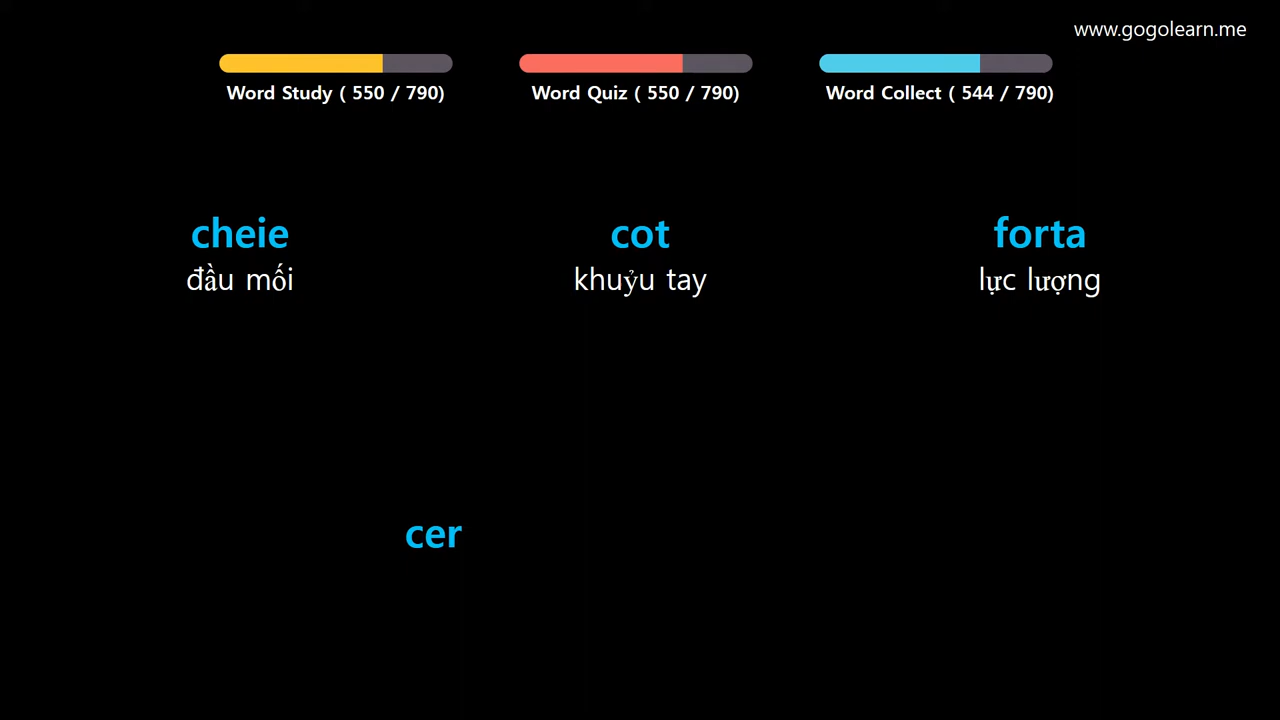 www.gogolearn.me
Word Study ( 550 / 790)
Word Quiz ( 550 / 790)
Word Collect ( 544 / 790)
cheie
đầu mối
cot
khuỷu tay
forta
lực lượng
cer